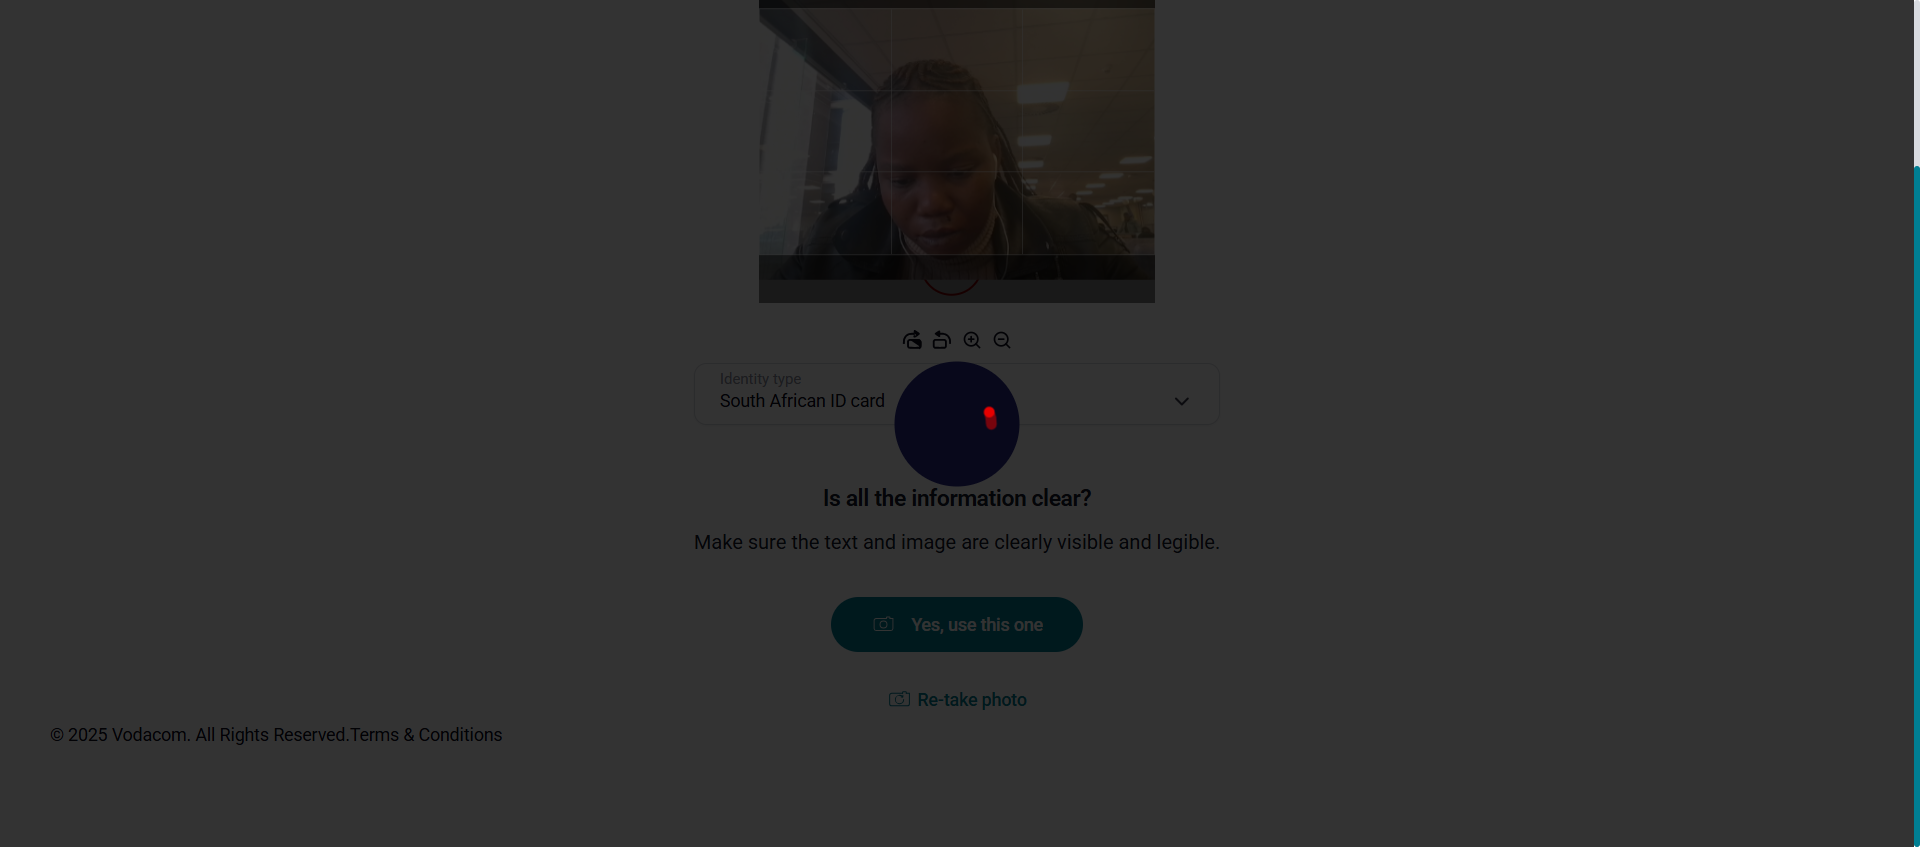 Identity type
South African ID card
Is all the information clear?
Make sure the text and image are clearly visible and legible.
Yes, use this one
Re-take photo
© 2025 Vodacom. All Rights Reserved.Terms & Conditions